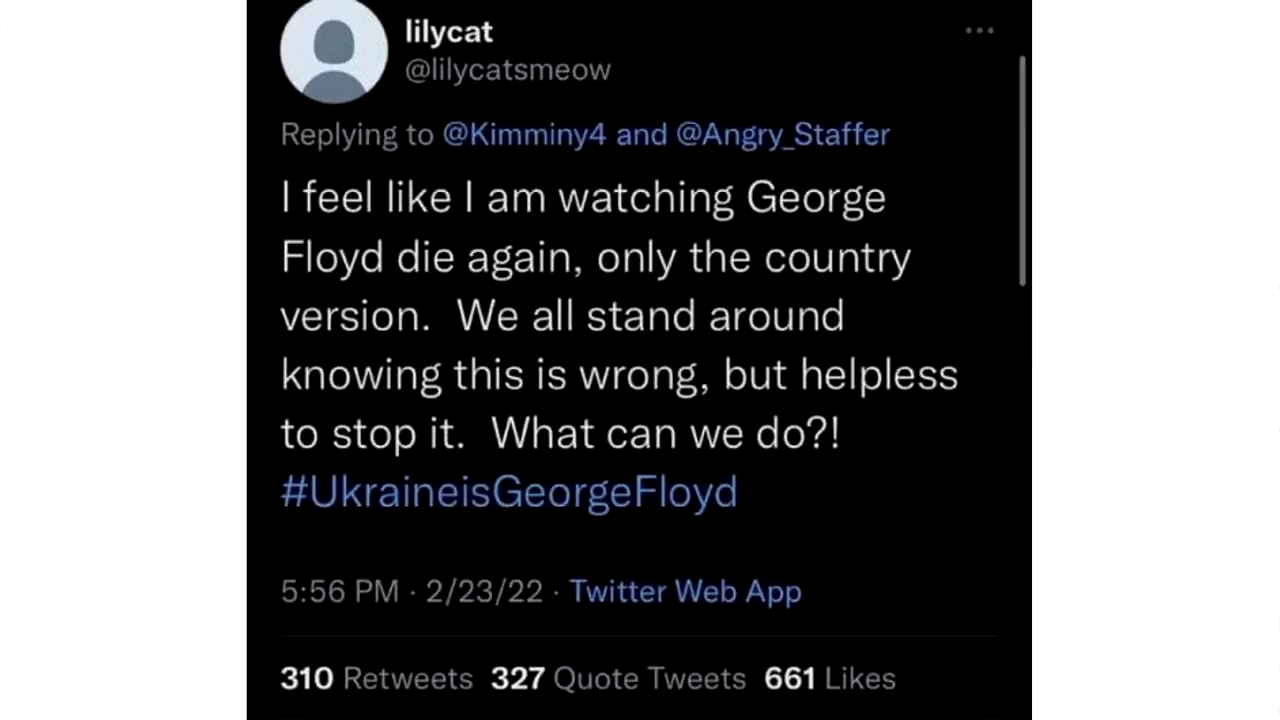 lilycat
@lilycatsmeow
Replying to @Kimminy4 and @Angry_Staffer
I feel like I am watching George
Floyd die again, only the country
version.  We all stand around
knowing this is wrong, but helpless
to stop it.  What can we do?!
#UkraineisGeorgeFloyd
5:56 PM · 2/23/22 · Twitter Web App
310 Retweets 327 Quote Tweets 661 Likes